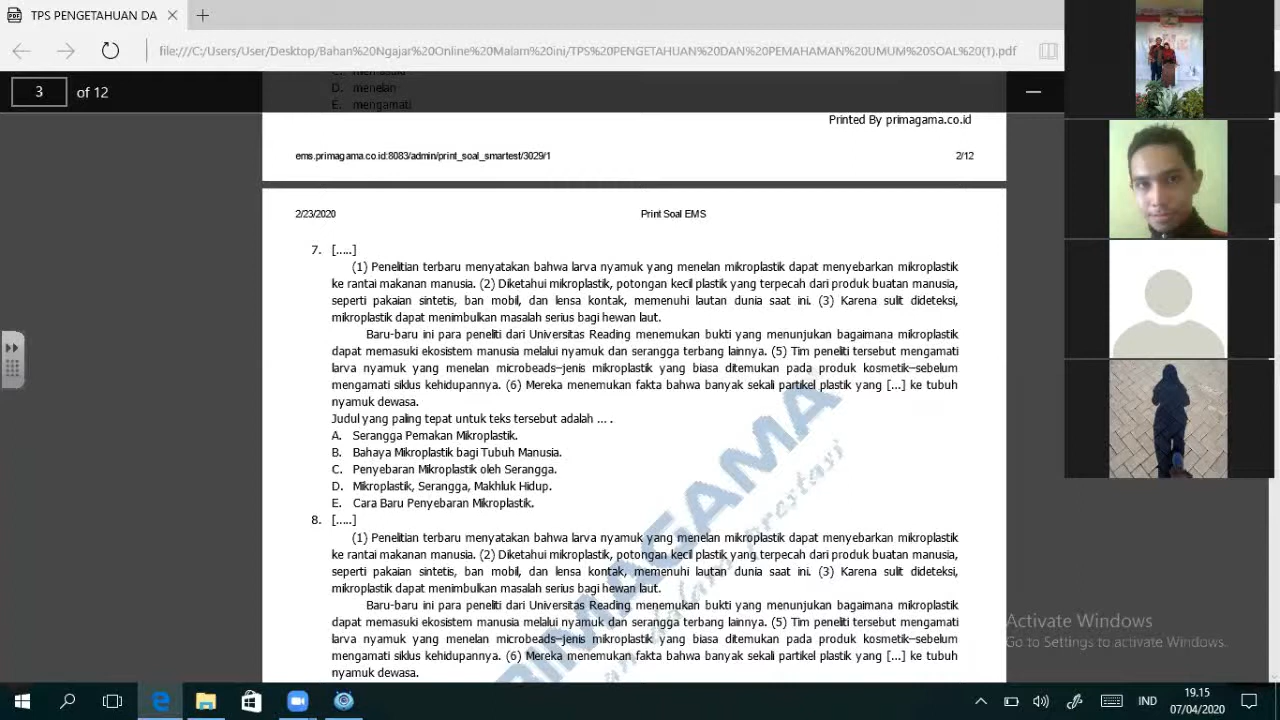 TPS PENGETAHUAN DA
file:///C:/Users/User/Desktop/Bahan%20Ngajar%20Online%20Malam%20ini/TPS%20PENGETAHUAN%20DAN%20PEMAHAMAN%20UMUM%20SOAL%20(1).pdf
3 of 12
D. menelan
E. mengamati
Printed By primagama.co.id
ems.primagama.co.id:8083/admin/print_soal_smartest/3029/1 2/12
2/23/2020 Print Soal EMS
7. [.....]
(1) Penelitian terbaru menyatakan bahwa larva nyamuk yang menelan mikroplastik dapat menyebarkan mikroplastik
ke rantai makanan manusia. (2) Diketahui mikroplastik, potongan kecil plastik yang terpecah dari produk buatan manusia,
seperti pakaian sintetis, ban mobil, dan lensa kontak, memenuhi lautan dunia saat ini. (3) Karena sulit dideteksi,
mikroplastik dapat menimbulkan masalah serius bagi hewan laut.
Baru-baru ini para peneliti dari Universitas Reading menemukan bukti yang menunjukan bagaimana mikroplastik
dapat memasuki ekosistem manusia melalui nyamuk dan serangga terbang lainnya. (5) Tim peneliti tersebut mengamati
larva nyamuk yang menelan microbeads–jenis mikroplastik yang biasa ditemukan pada produk kosmetik–sebelum
mengamati siklus kehidupannya. (6) Mereka menemukan fakta bahwa banyak sekali partikel plastik yang [...] ke tubuh
nyamuk dewasa.
Judul yang paling tepat untuk teks tersebut adalah ... .
A. Serangga Pemakan Mikroplastik.
B. Bahaya Mikroplastik bagi Tubuh Manusia.
C. Penyebaran Mikroplastik oleh Serangga.
D. Mikroplastik, Serangga, Makhluk Hidup.
E. Cara Baru Penyebaran Mikroplastik.
8. [.....]
(1) Penelitian terbaru menyatakan bahwa larva nyamuk yang menelan mikroplastik dapat menyebarkan mikroplastik
ke rantai makanan manusia. (2) Diketahui mikroplastik, potongan kecil plastik yang terpecah dari produk buatan manusia,
seperti pakaian sintetis, ban mobil, dan lensa kontak, memenuhi lautan dunia saat ini. (3) Karena sulit dideteksi,
mikroplastik dapat menimbulkan masalah serius bagi hewan laut.
Baru-baru ini para peneliti dari Universitas Reading menemukan bukti yang menunjukan bagaimana mikroplastik
dapat memasuki ekosistem manusia melalui nyamuk dan serangga terbang lainnya. (5) Tim peneliti tersebut mengamati
larva nyamuk yang menelan microbeads–jenis mikroplastik yang biasa ditemukan pada produk kosmetik–sebelum
mengamati siklus kehidupannya. (6) Mereka menemukan fakta bahwa banyak sekali partikel plastik yang [...] ke tubuh
nyamuk dewasa.
PRIMAGAMA
Activate Windows
Go to Settings to activate Windows.
IND
19.15
07/04/2020